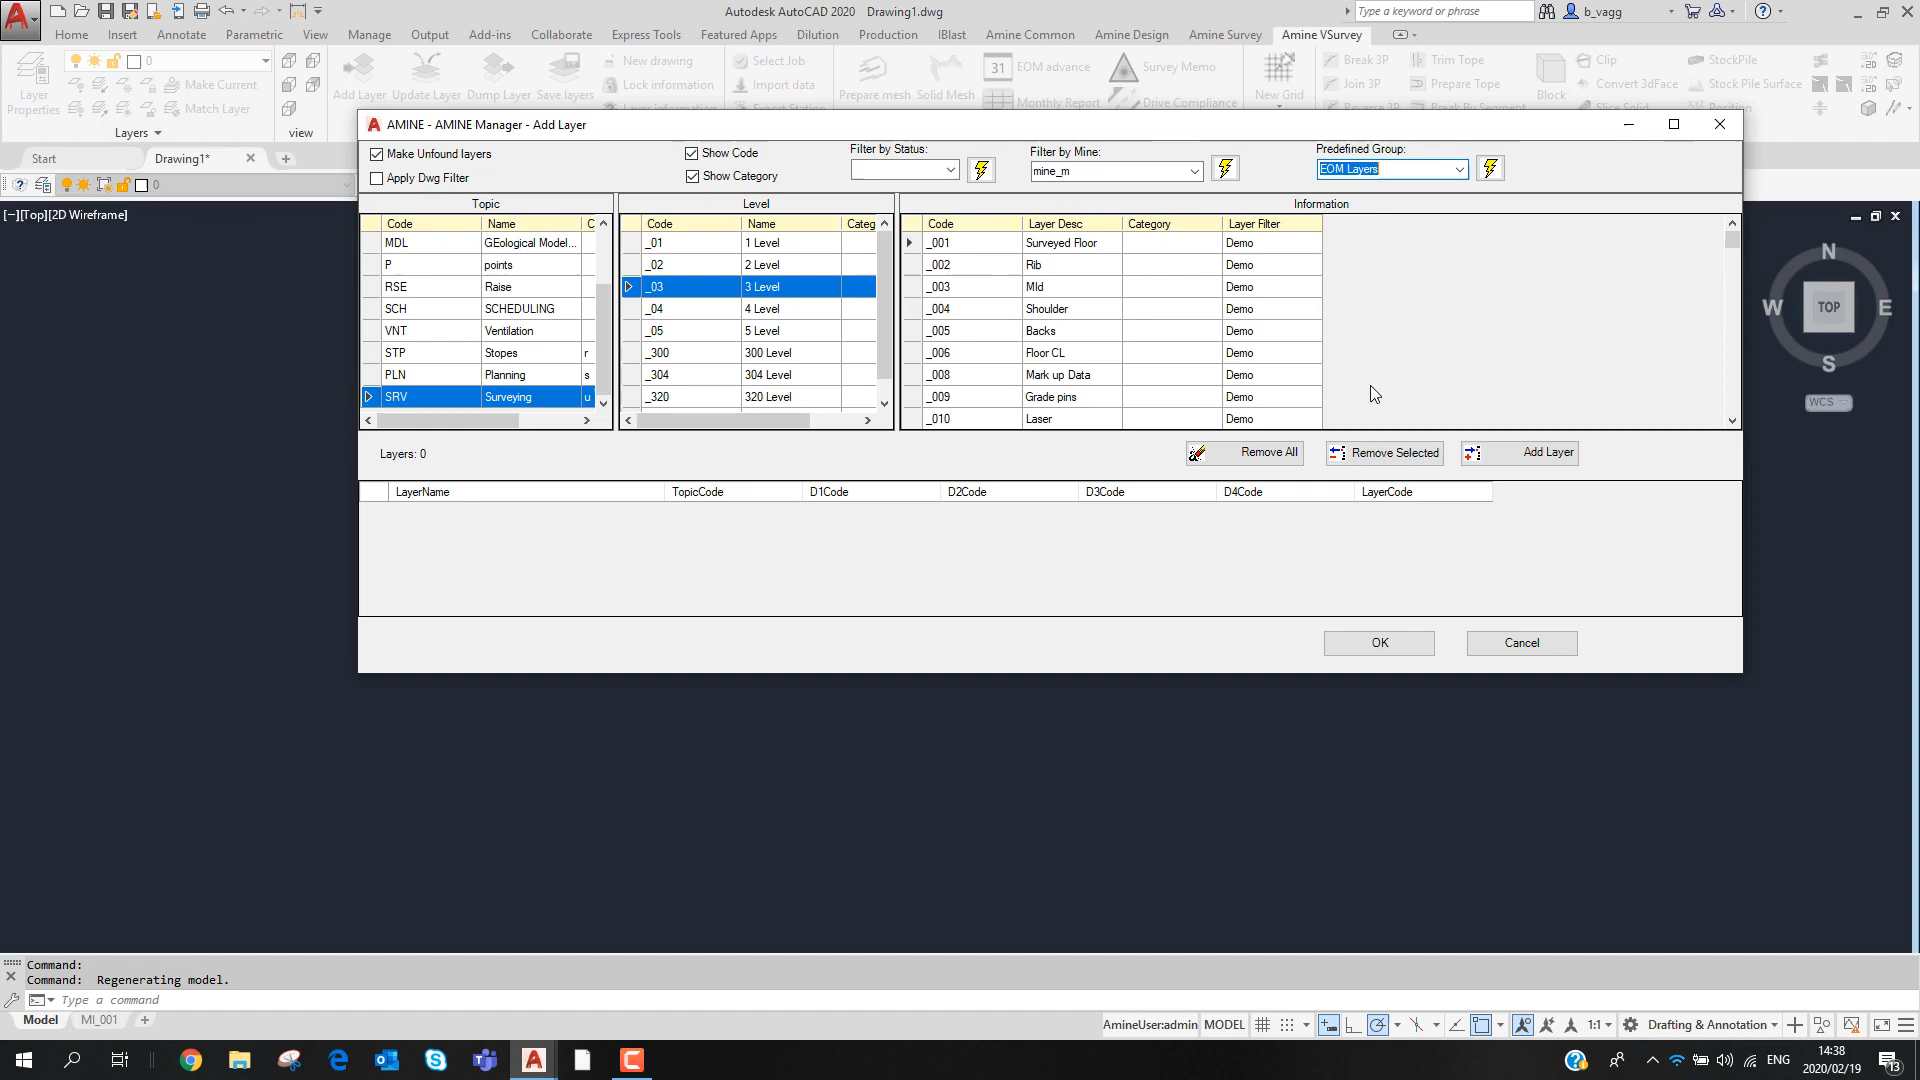 Autodesk AutoCAD 2020 Drawing1.dwg
Type a keyword or phrase
b_vagg
Home Insert Annotate Parametric View Manage Output Add-ins Collaborate Express Tools Featured Apps Dilution Production IBlast Amine Common Amine Design Amine Survey Amine VSurvey
0
Layer Properties
Make Current
Match Layer
Layers
view
Add Layer Update Layer Dump Layer Save layers
New drawing
Lock information
Select Job
Import data
Prepare mesh Solid Mesh
31 EOM advance
Monthly Report
Survey Memo
Drive Compliance
New Grid
Break 3P
Join 3P
Trim Tope
Prepare Tope
Block
Clip
Convert 3dFace
StockPile
Stock Pile Surface
Start
Drawing1*
0
[−][Top][2D Wireframe]
AMINE - AMINE Manager - Add Layer
Make Unfound layers
Apply Dwg Filter
Show Code
Show Category
Filter by Status:
Filter by Mine:
mine_m
Predefined Group:
EOM Layers
Topic
Level
Information
Code Name C
MDL GEological Model...
P points
RSE Raise
SCH SCHEDULING
VNT Ventilation
STP Stopes r
PLN Planning s
SRV Surveying u
Code Name Categ
_01 1 Level
_02 2 Level
_03 3 Level
_04 4 Level
_05 5 Level
_300 300 Level
_304 304 Level
_320 320 Level
Code Layer Desc Category Layer Filter
_001 Surveyed Floor Demo
_002 Rib Demo
_003 Mld Demo
_004 Shoulder Demo
_005 Backs Demo
_006 Floor CL Demo
_008 Mark up Data Demo
_009 Grade pins Demo
_010 Laser Demo
Layers: 0
Remove All
Remove Selected
Add Layer
LayerName TopicCode D1Code D2Code D3Code D4Code LayerCode
OK
Cancel
N
W
TOP
E
S
WCS
Command:
Command: Regenerating model.
Type a command
Model MI_001
AmineUser:admin MODEL
1:1
Drafting & Annotation
ENG
14:38
2020/02/19
13